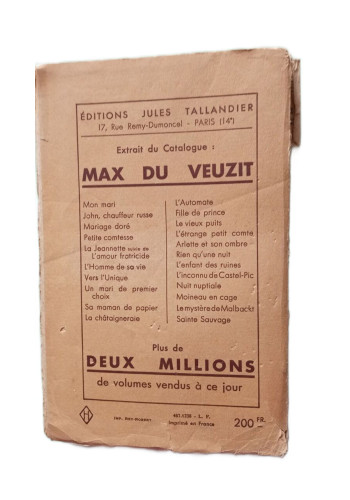 ÉDITIONS JULES TALLANDIER
17, Rue Remy-Dumoncel - PARIS (14e)
Extrait du Catalogue :
MAX DU VEUZIT
Mon mari
John, chauffeur russe
Mariage doré
Petite comtesse
La Jeannette suivie de
L'amour fratricide
L'Homme de sa vie
Vers l'Unique
Un mari de premier
choix
Sa maman de papier
La châtaigneraie
L'Automate
Fille de prince
Le vieux puits
L'étrange petit comte
Arlette et son ombre
Rien qu'une nuit
L'enfant des ruines
L'inconnu de Castel-Pic
Nuit nuptiale
Moineau en cage
Le mystère de Malbackt
Sainte Sauvage
Plus de
DEUX MILLIONS
de volumes vendus à ce jour
Imp.
L. V.
Imprimé en France
200 FR.